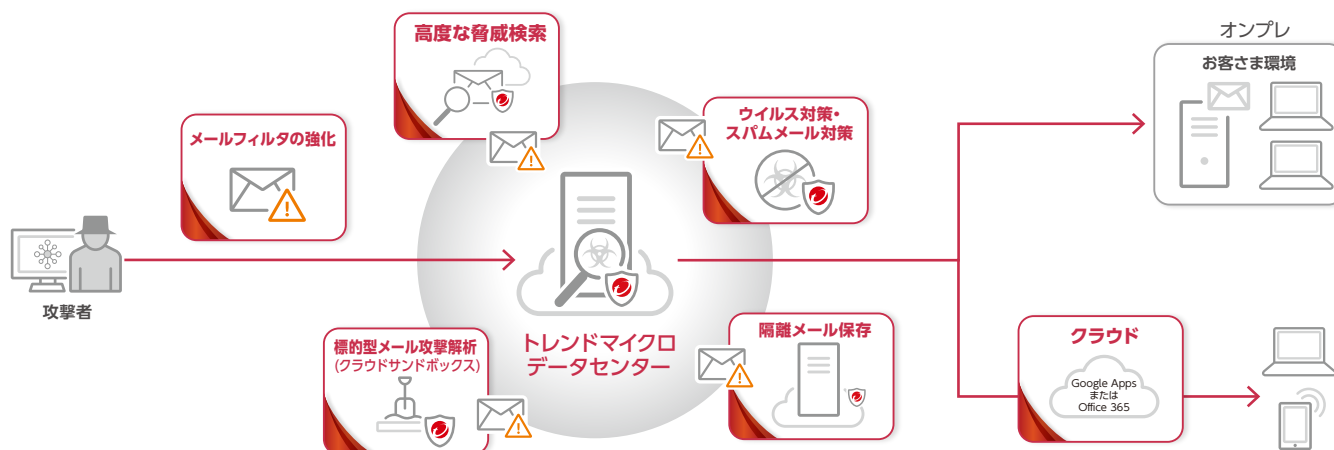 高度な脅威検索
メールフィルタの強化
ウイルス対策・
スパムメール対策
オンプレ
お客さま環境
攻撃者
トレンドマイクロ
データセンター
標的型メール攻撃解析
(クラウドサンドボックス)
隔離メール保存
クラウド
Google Apps
または
Office 365